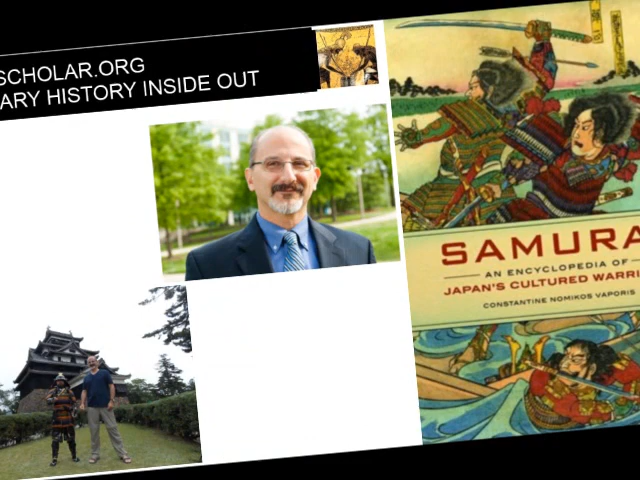 SCHOLAR.ORG
ARY HISTORY INSIDE OUT
SAMURA
AN ENCYCLOPEDIA OF
JAPAN'S CULTURED WARRI
CONSTANTINE NOMIKOS VAPORIS